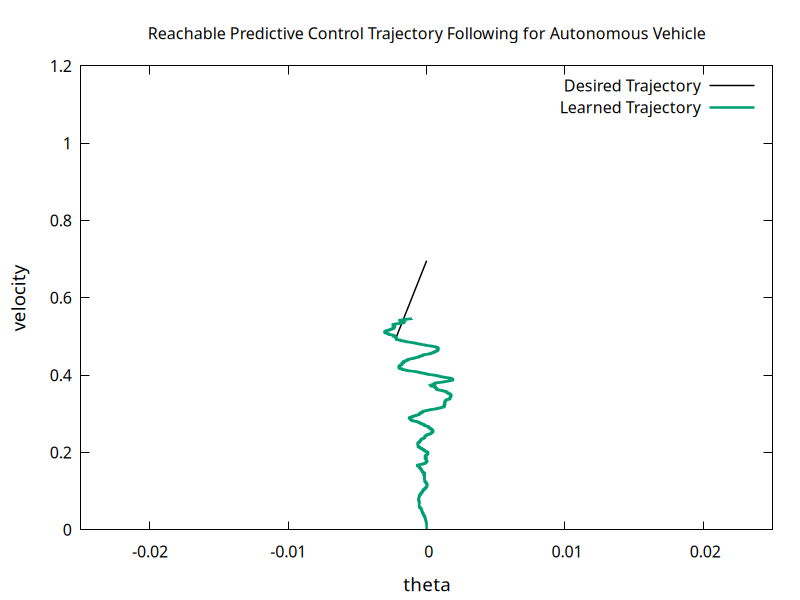 Reachable Predictive Control Trajectory Following for Autonomous Vehicle
Desired Trajectory
Learned Trajectory
1.2
1
0.8
0.6
0.4
0.2
0
velocity
-0.02 -0.01 0 0.01 0.02
theta